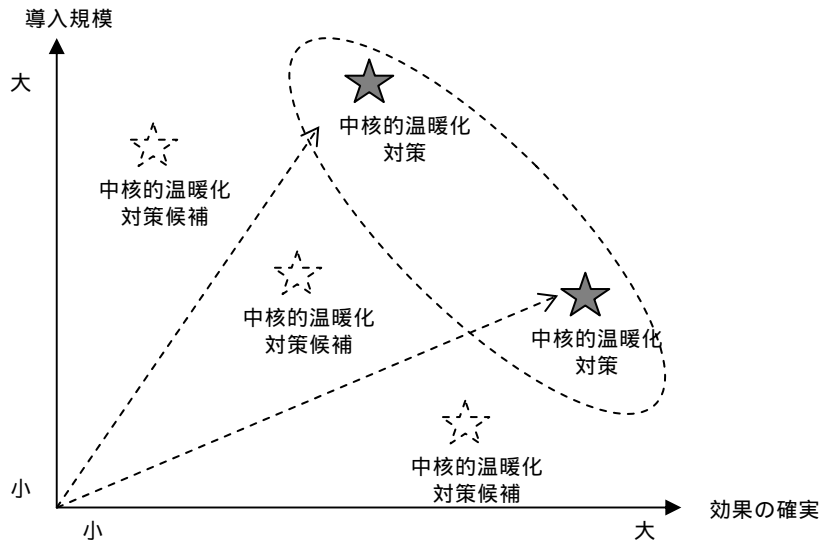 導入規模
大
中核的温暖化
対策
中核的温暖化
対策候補
中核的温暖化
対策候補
中核的温暖化
対策
中核的温暖化
対策候補
小
小
大
効果の確実